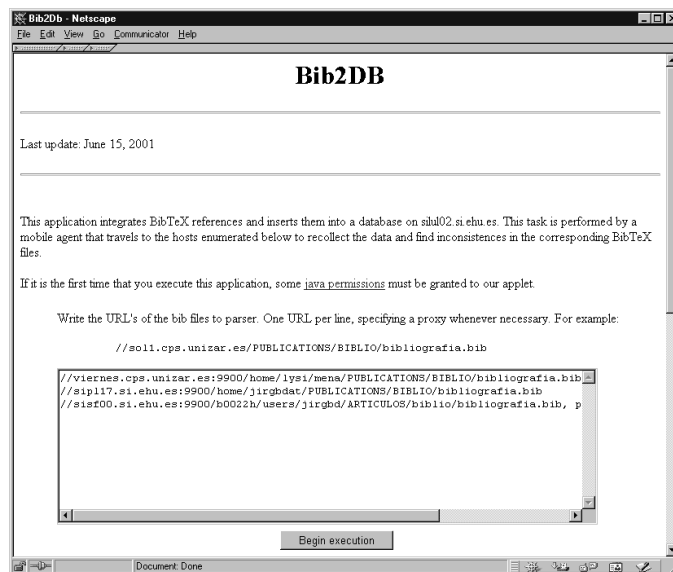 Bib2Db - Netscape
File Edit View Go Communicator Help
Bib2DB
Last update: June 15, 2001
This application integrates BibTeX references and inserts them into a database on silul02.si.ehu.es. This task is performed by a
mobile agent that travels to the hosts enumerated below to recollect the data and find inconsistences in the corresponding BibTeX
files.
If it is the first time that you execute this application, some java permissions must be granted to our applet.
Write the URL's of the bib files to parser. One URL per line, specifying a proxy whenever necessary. For example:
//sol1.cps.unizar.es/PUBLICATIONS/BIBLIO/bibliografia.bib
//viernes.cps.unizar.es:9900/home/lysi/mena/PUBLICATIONS/BIBLIO/bibliografia.bib
//sipl17.si.ehu.es:9900/home/jirgbdat/PUBLICATIONS/BIBLIO/bibliografia.bib
//sisf00.si.ehu.es:9900/b0022h/users/jirgbd/ARTICULOS/biblio/bibliografia.bib, p
Begin execution
Document: Done